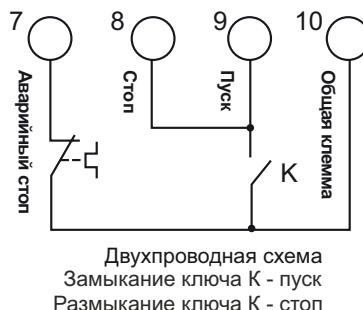 7 8 9 10
Аварийный стоп
Стоп
Пуск
Общая клемма
К
Двухпроводная схема
Замыкание ключа К - пуск
Размыкание ключа К - стоп